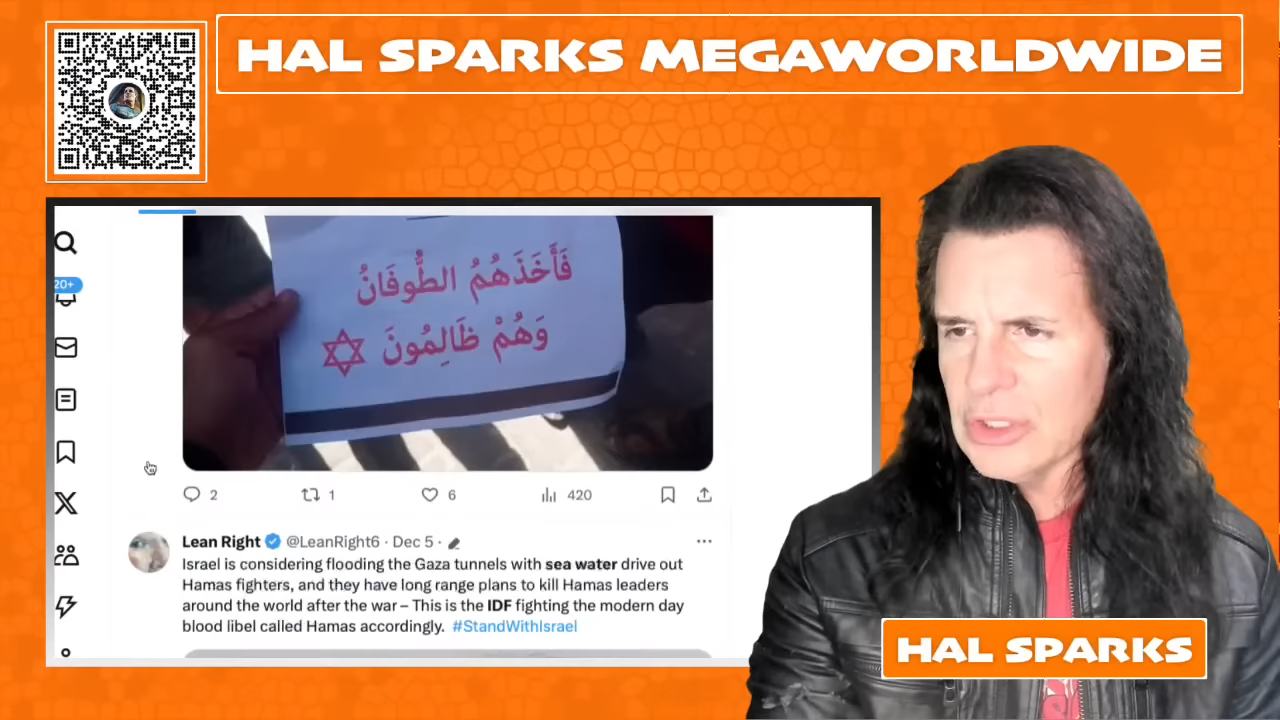 HAL SPARKS MEGAWORLDWIDE
20+
فَأَخَذَهُمُ الطُّوفَانُ
وَهُمْ ظَالِمُونَ
2 1 6 420
Lean Right @LeanRight6 · Dec 5 ·
Israel is considering flooding the Gaza tunnels with sea water drive out
Hamas fighters, and they have long range plans to kill Hamas leaders
around the world after the war – This is the IDF fighting the modern day
blood libel called Hamas accordingly. #StandWithIsrael
HAL SPARKS